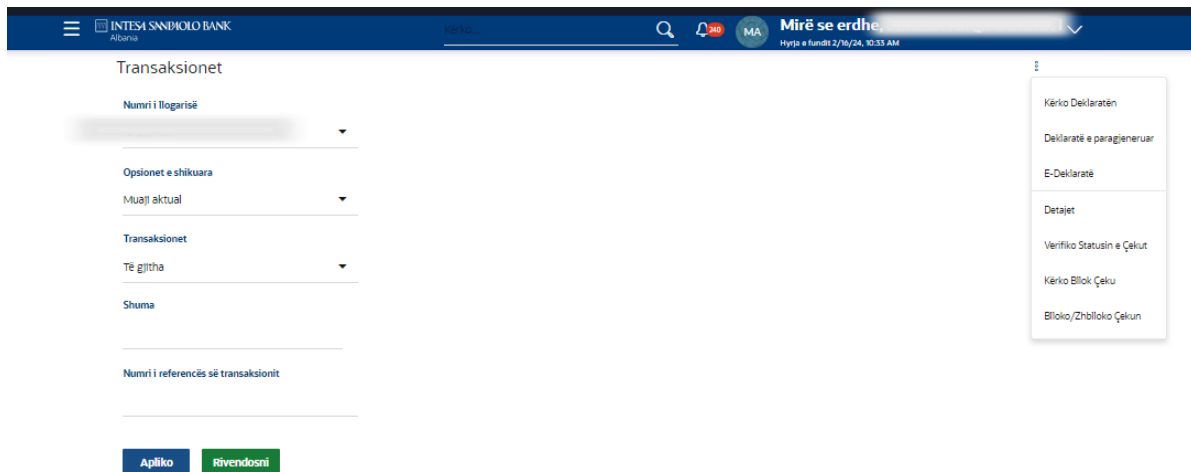 INTESA SANPAOLO BANK
Albania
Kërko...
240
MA
Mirë se erdhe,
Hyrja e fundit 2/16/24, 10:33 AM
Transaksionet
Numri i llogarisë
Opsionet e shikuara
Muaji aktual
Transaksionet
Të gjitha
Shuma
Numri i referencës së transaksionit
Apliko
Rivendosni
Kërko Deklaratën
Deklaratë e paragjeneruar
E-Deklaratë
Detajet
Verifiko Statusin e Çekut
Kërko Bllok Çeku
Blloko/Zhblloko Çekun